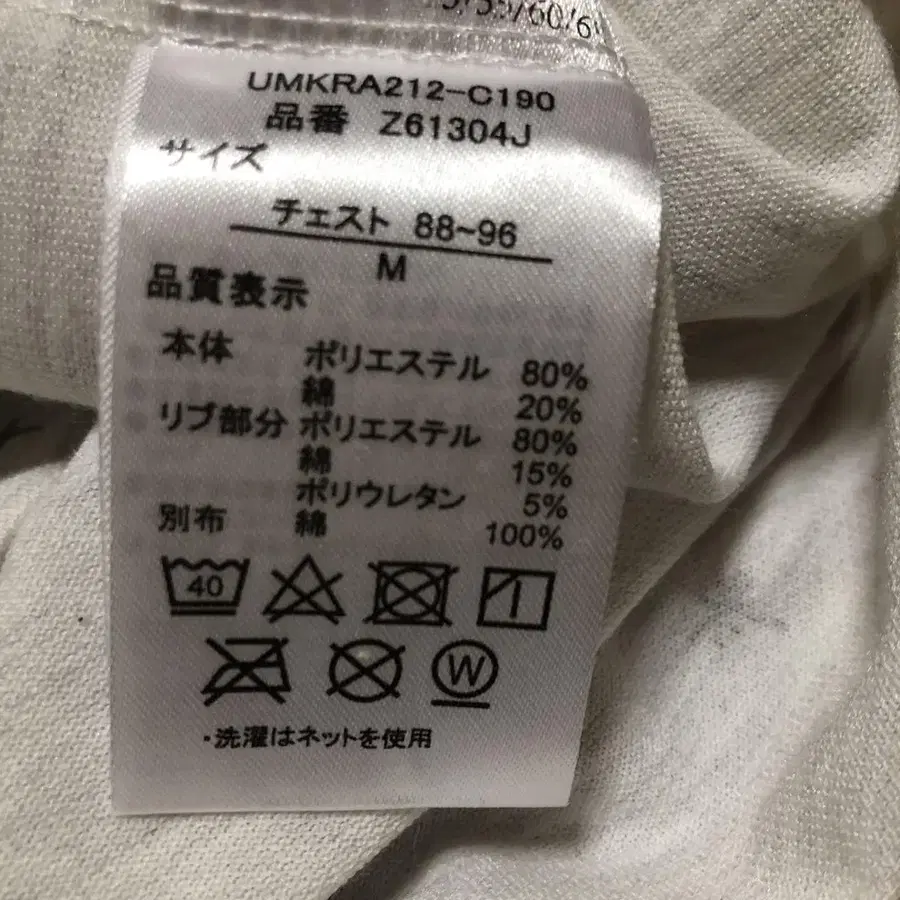 UMKRA212-C190
品番 Z61304J
サイズ
チェスト 88~96
M
品質表示
本体 ポリエステル 80%
綿 20%
リブ部分 ポリエステル 80%
綿 15%
ポリウレタン 5%
別布 綿 100%
40
W
・洗濯はネットを使用